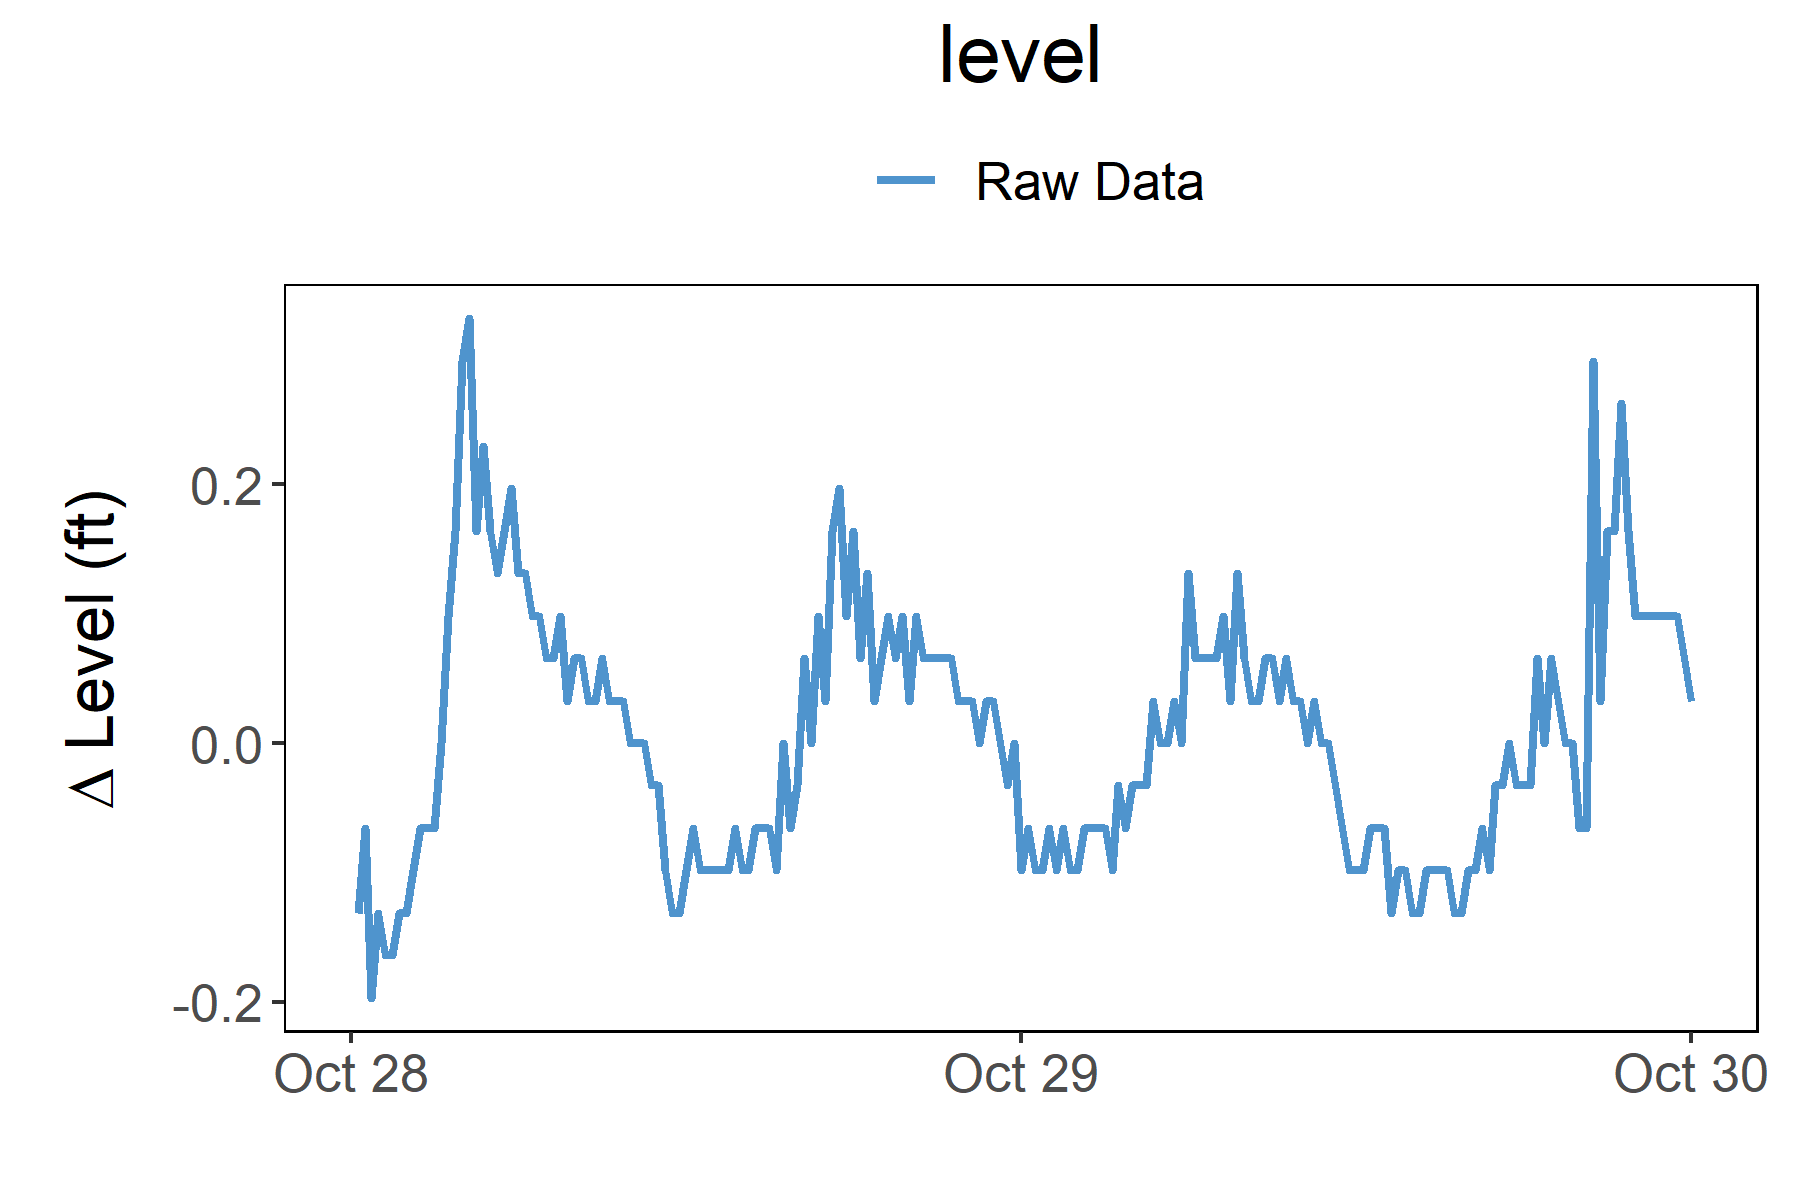 level
Raw Data
Δ Level (ft)
0.2
0.0
-0.2
Oct 28
Oct 29
Oct 30